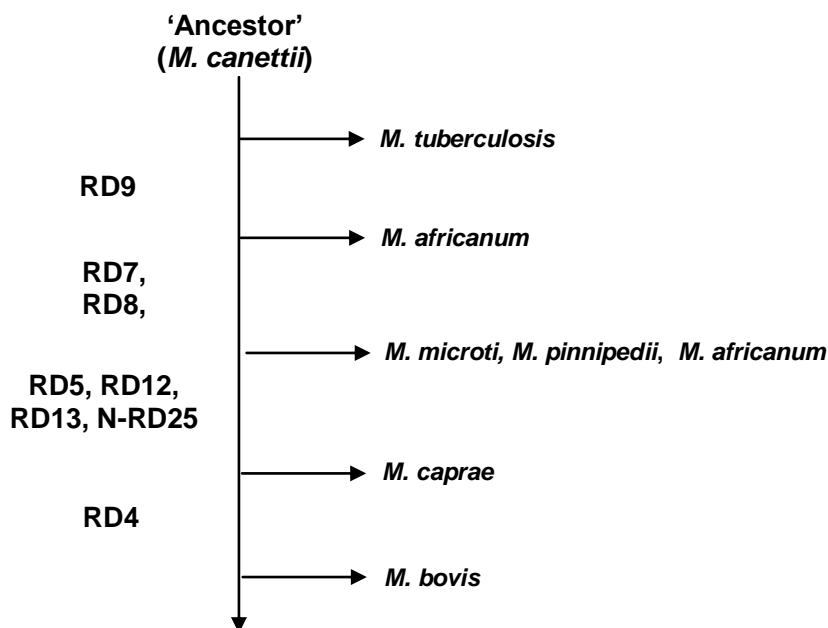 ‘Ancestor’
(M. canettii)
M. tuberculosis
RD9
M. africanum
RD7,
RD8,
M. microti, M. pinnipedii, M. africanum
RD5, RD12,
RD13, N-RD25
M. caprae
RD4
M. bovis